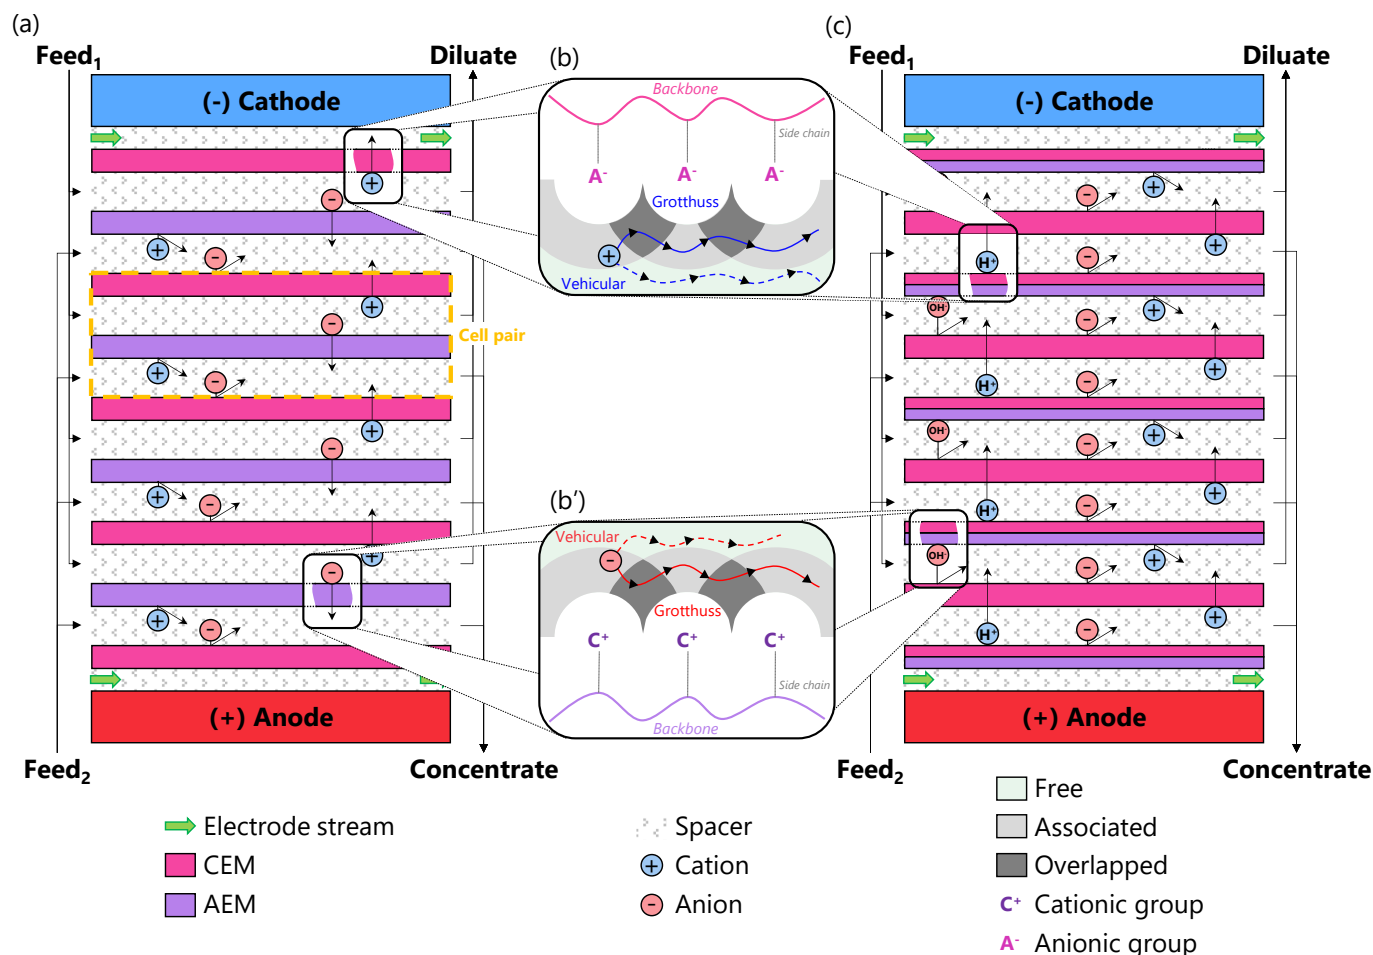 (a)
Feed₁
Diluate
(-) Cathode
Cell pair
(+) Anode
Feed₂
Concentrate
(b)
Backbone
Side chain
A⁻ A⁻ A⁻
Grotthuss
+
Vehicular
(b’)
Vehicular
-
Grotthuss
C⁺ C⁺ C⁺
Side chain
Backbone
(c)
Feed₁
Diluate
(-) Cathode
H⁺
OH⁻
H⁺
OH⁻
H⁺
OH⁻
H⁺
(+) Anode
Feed₂
Concentrate
Electrode stream
CEM
AEM
Spacer
+ Cation
- Anion
Free
Associated
Overlapped
C⁺ Cationic group
A⁻ Anionic group